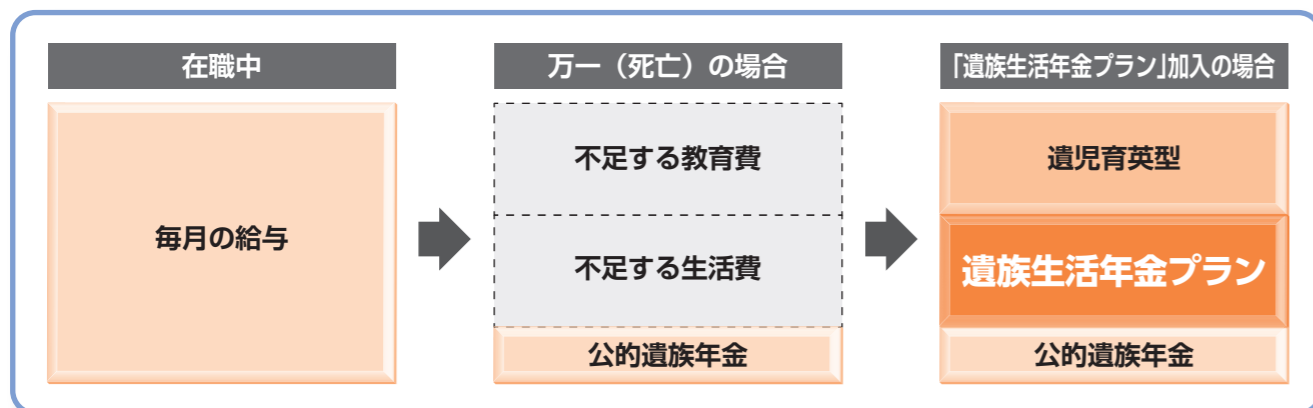 在職中
毎月の給与
万一（死亡）の場合
不足する教育費
不足する生活費
公的遺族年金
「遺族生活年金プラン」加入の場合
遺児育英型
遺族生活年金プラン
公的遺族年金